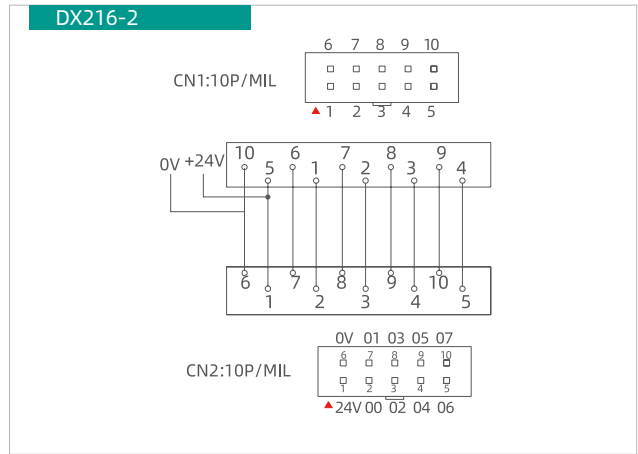 DX216-2
6 7 8 9 10
CN1:10P/MIL
1 2 3 4 5
0V +24V
10 6 7 8 9
5 1 2 3 4
6 7 8 9 10
1 2 3 4 5
0V 01 03 05 07
6 7 8 9 10
CN2:10P/MIL
1 2 3 4 5
24V 00 02 04 06